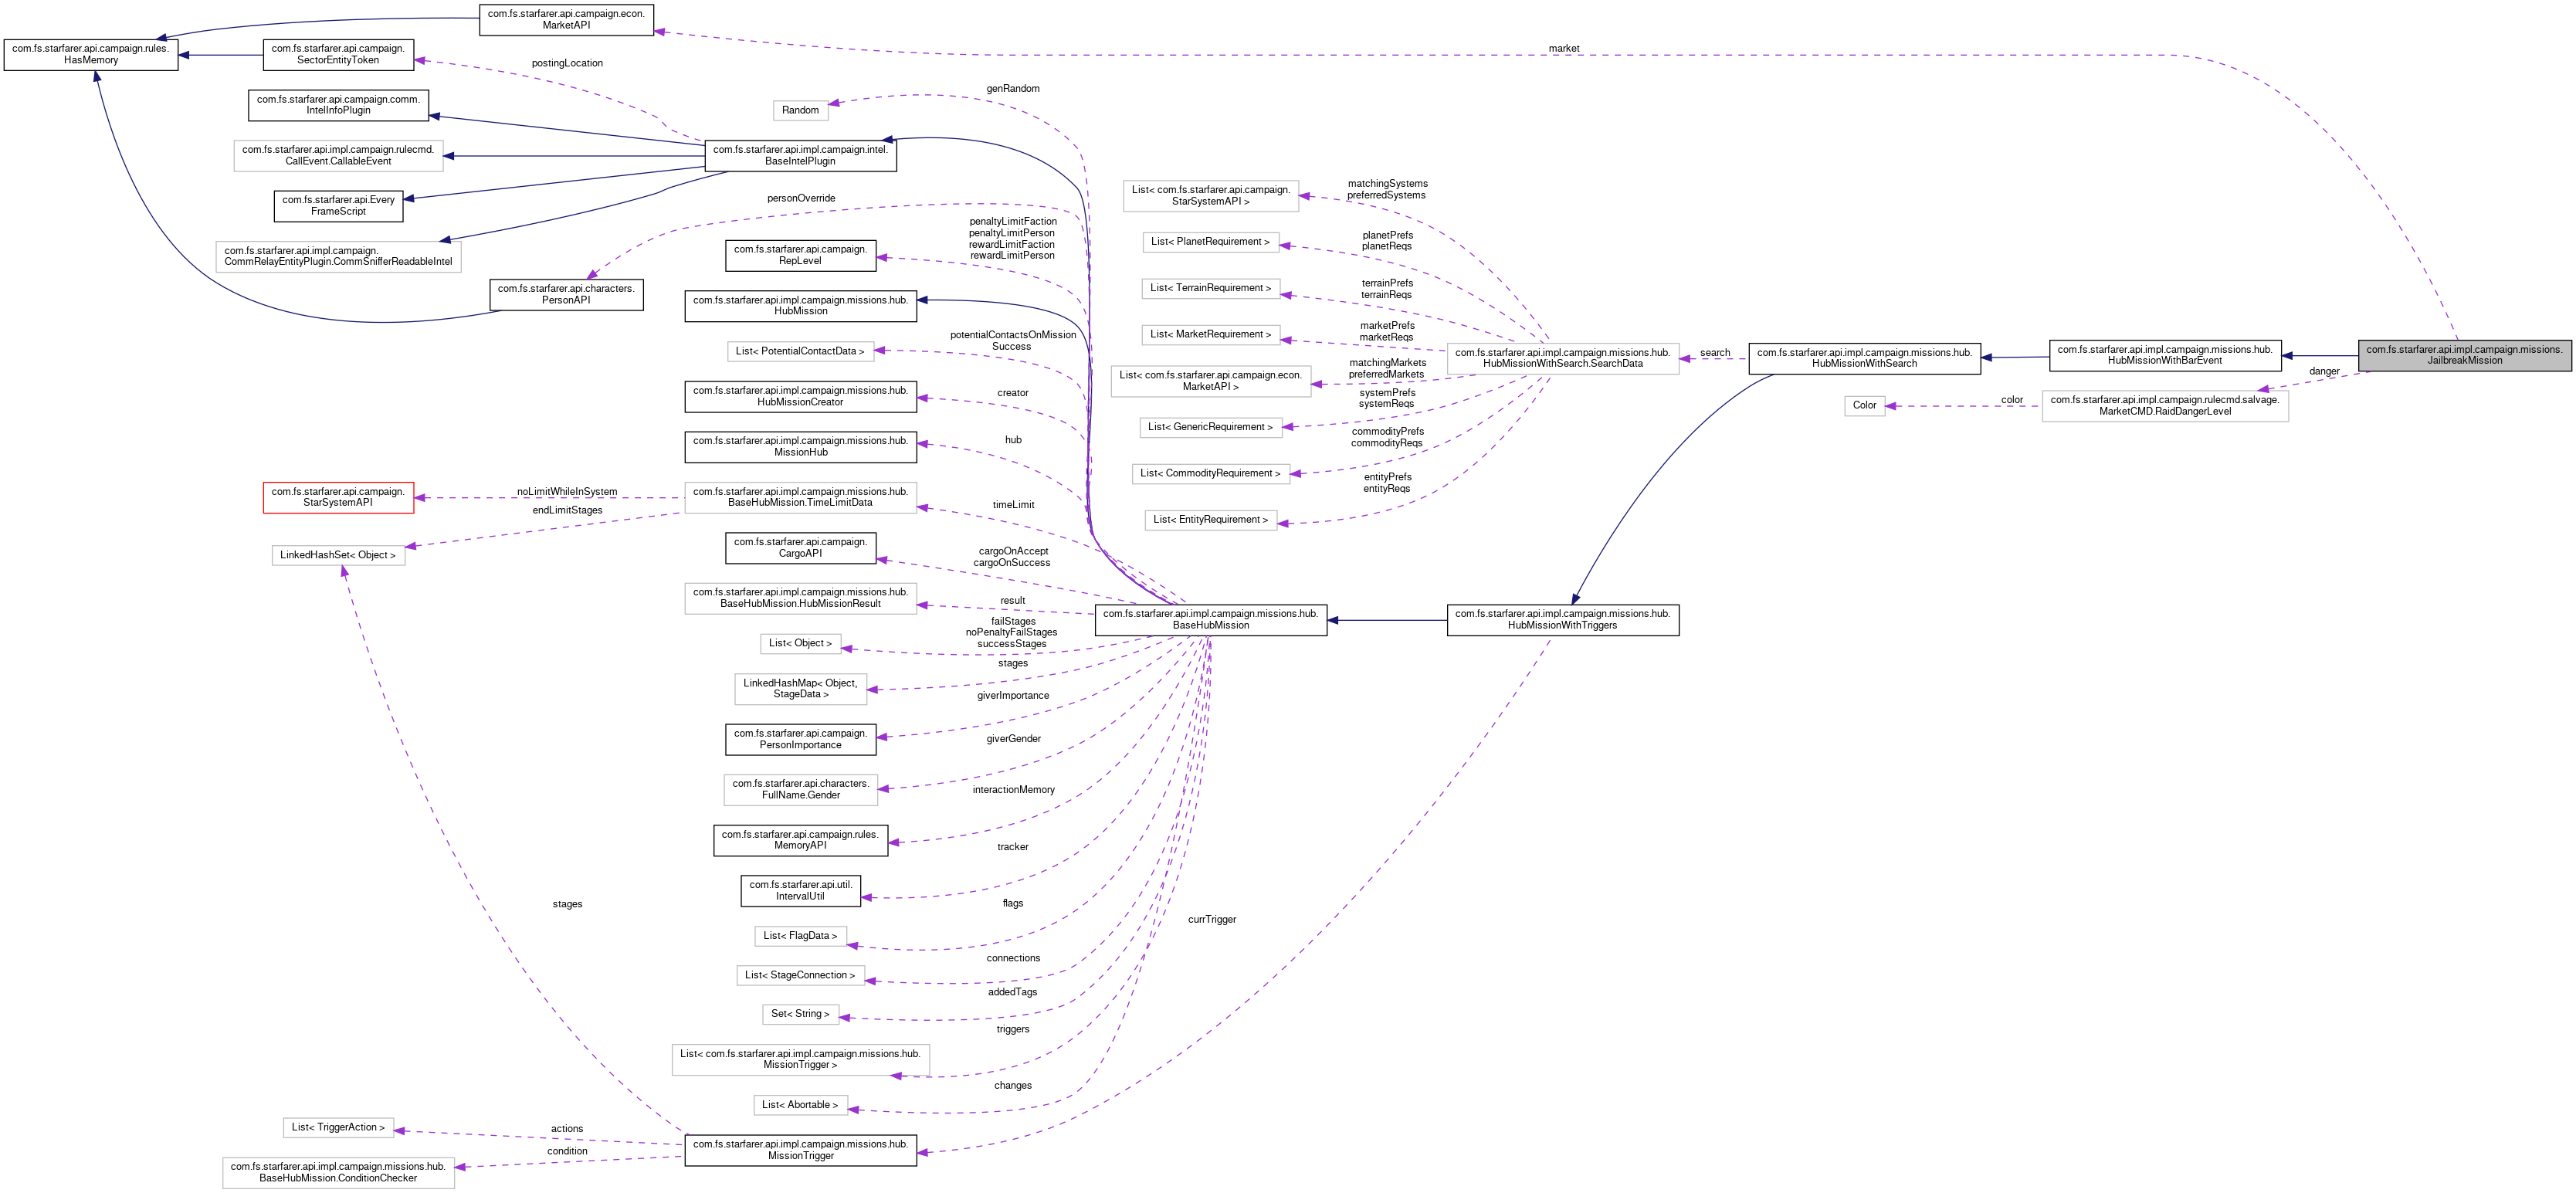 com.fs.starfarer.api.campaign.econ.
MarketAPI
com.fs.starfarer.api.campaign.rules.
HasMemory
com.fs.starfarer.api.campaign.
SectorEntityToken
postingLocation
market
com.fs.starfarer.api.campaign.comm.
IntelInfoPlugin
Random
genRandom
com.fs.starfarer.api.impl.campaign.rulecmd.
CallEvent.CallableEvent
com.fs.starfarer.api.impl.campaign.intel.
BaseIntelPlugin
com.fs.starfarer.api.Every
FrameScript
personOverride
com.fs.starfarer.api.impl.campaign.
CommRelayEntityPlugin.CommSnifferReadableIntel
com.fs.starfarer.api.characters.
PersonAPI
com.fs.starfarer.api.campaign.
RepLevel
penaltyLimitFaction
penaltyLimitPerson
rewardLimitFaction
rewardLimitPerson
com.fs.starfarer.api.impl.campaign.missions.hub.
HubMission
List< PotentialContactData >
potentialContactsOnMission
Success
com.fs.starfarer.api.impl.campaign.missions.hub.
HubMissionCreator
creator
com.fs.starfarer.api.impl.campaign.missions.hub.
MissionHub
hub
com.fs.starfarer.api.campaign.
StarSystemAPI
noLimitWhileInSystem
endLimitStages
com.fs.starfarer.api.impl.campaign.missions.hub.
BaseHubMission.TimeLimitData
timeLimit
LinkedHashSet< Object >
com.fs.starfarer.api.campaign.
CargoAPI
cargoOnAccept
cargoOnSuccess
com.fs.starfarer.api.impl.campaign.missions.hub.
BaseHubMission.HubMissionResult
result
List< Object >
failStages
noPenaltyFailStages
successStages
LinkedHashMap< Object,
StageData >
stages
com.fs.starfarer.api.campaign.
PersonImportance
giverImportance
com.fs.starfarer.api.characters.
FullName.Gender
giverGender
com.fs.starfarer.api.campaign.rules.
MemoryAPI
interactionMemory
com.fs.starfarer.api.util.
IntervalUtil
tracker
List< FlagData >
flags
List< StageConnection >
connections
Set< String >
addedTags
List< com.fs.starfarer.api.impl.campaign.missions.hub.
MissionTrigger >
triggers
List< Abortable >
changes
stages
List< TriggerAction >
actions
com.fs.starfarer.api.impl.campaign.missions.hub.
BaseHubMission.ConditionChecker
condition
com.fs.starfarer.api.impl.campaign.missions.hub.
MissionTrigger
currTrigger
com.fs.starfarer.api.impl.campaign.missions.hub.
BaseHubMission
com.fs.starfarer.api.impl.campaign.missions.hub.
HubMissionWithTriggers
List< com.fs.starfarer.api.campaign.
StarSystemAPI >
matchingSystems
preferredSystems
List< PlanetRequirement >
planetPrefs
planetReqs
List< TerrainRequirement >
terrainPrefs
terrainReqs
List< MarketRequirement >
marketPrefs
marketReqs
List< com.fs.starfarer.api.campaign.econ.
MarketAPI >
matchingMarkets
preferredMarkets
List< GenericRequirement >
systemPrefs
systemReqs
List< CommodityRequirement >
commodityPrefs
commodityReqs
List< EntityRequirement >
entityPrefs
entityReqs
com.fs.starfarer.api.impl.campaign.missions.hub.
HubMissionWithSearch.SearchData
search
com.fs.starfarer.api.impl.campaign.missions.hub.
HubMissionWithSearch
com.fs.starfarer.api.impl.campaign.missions.hub.
HubMissionWithBarEvent
com.fs.starfarer.api.impl.campaign.missions.
JailbreakMission
danger
Color
color
com.fs.starfarer.api.impl.campaign.rulecmd.salvage.
MarketCMD.RaidDangerLevel